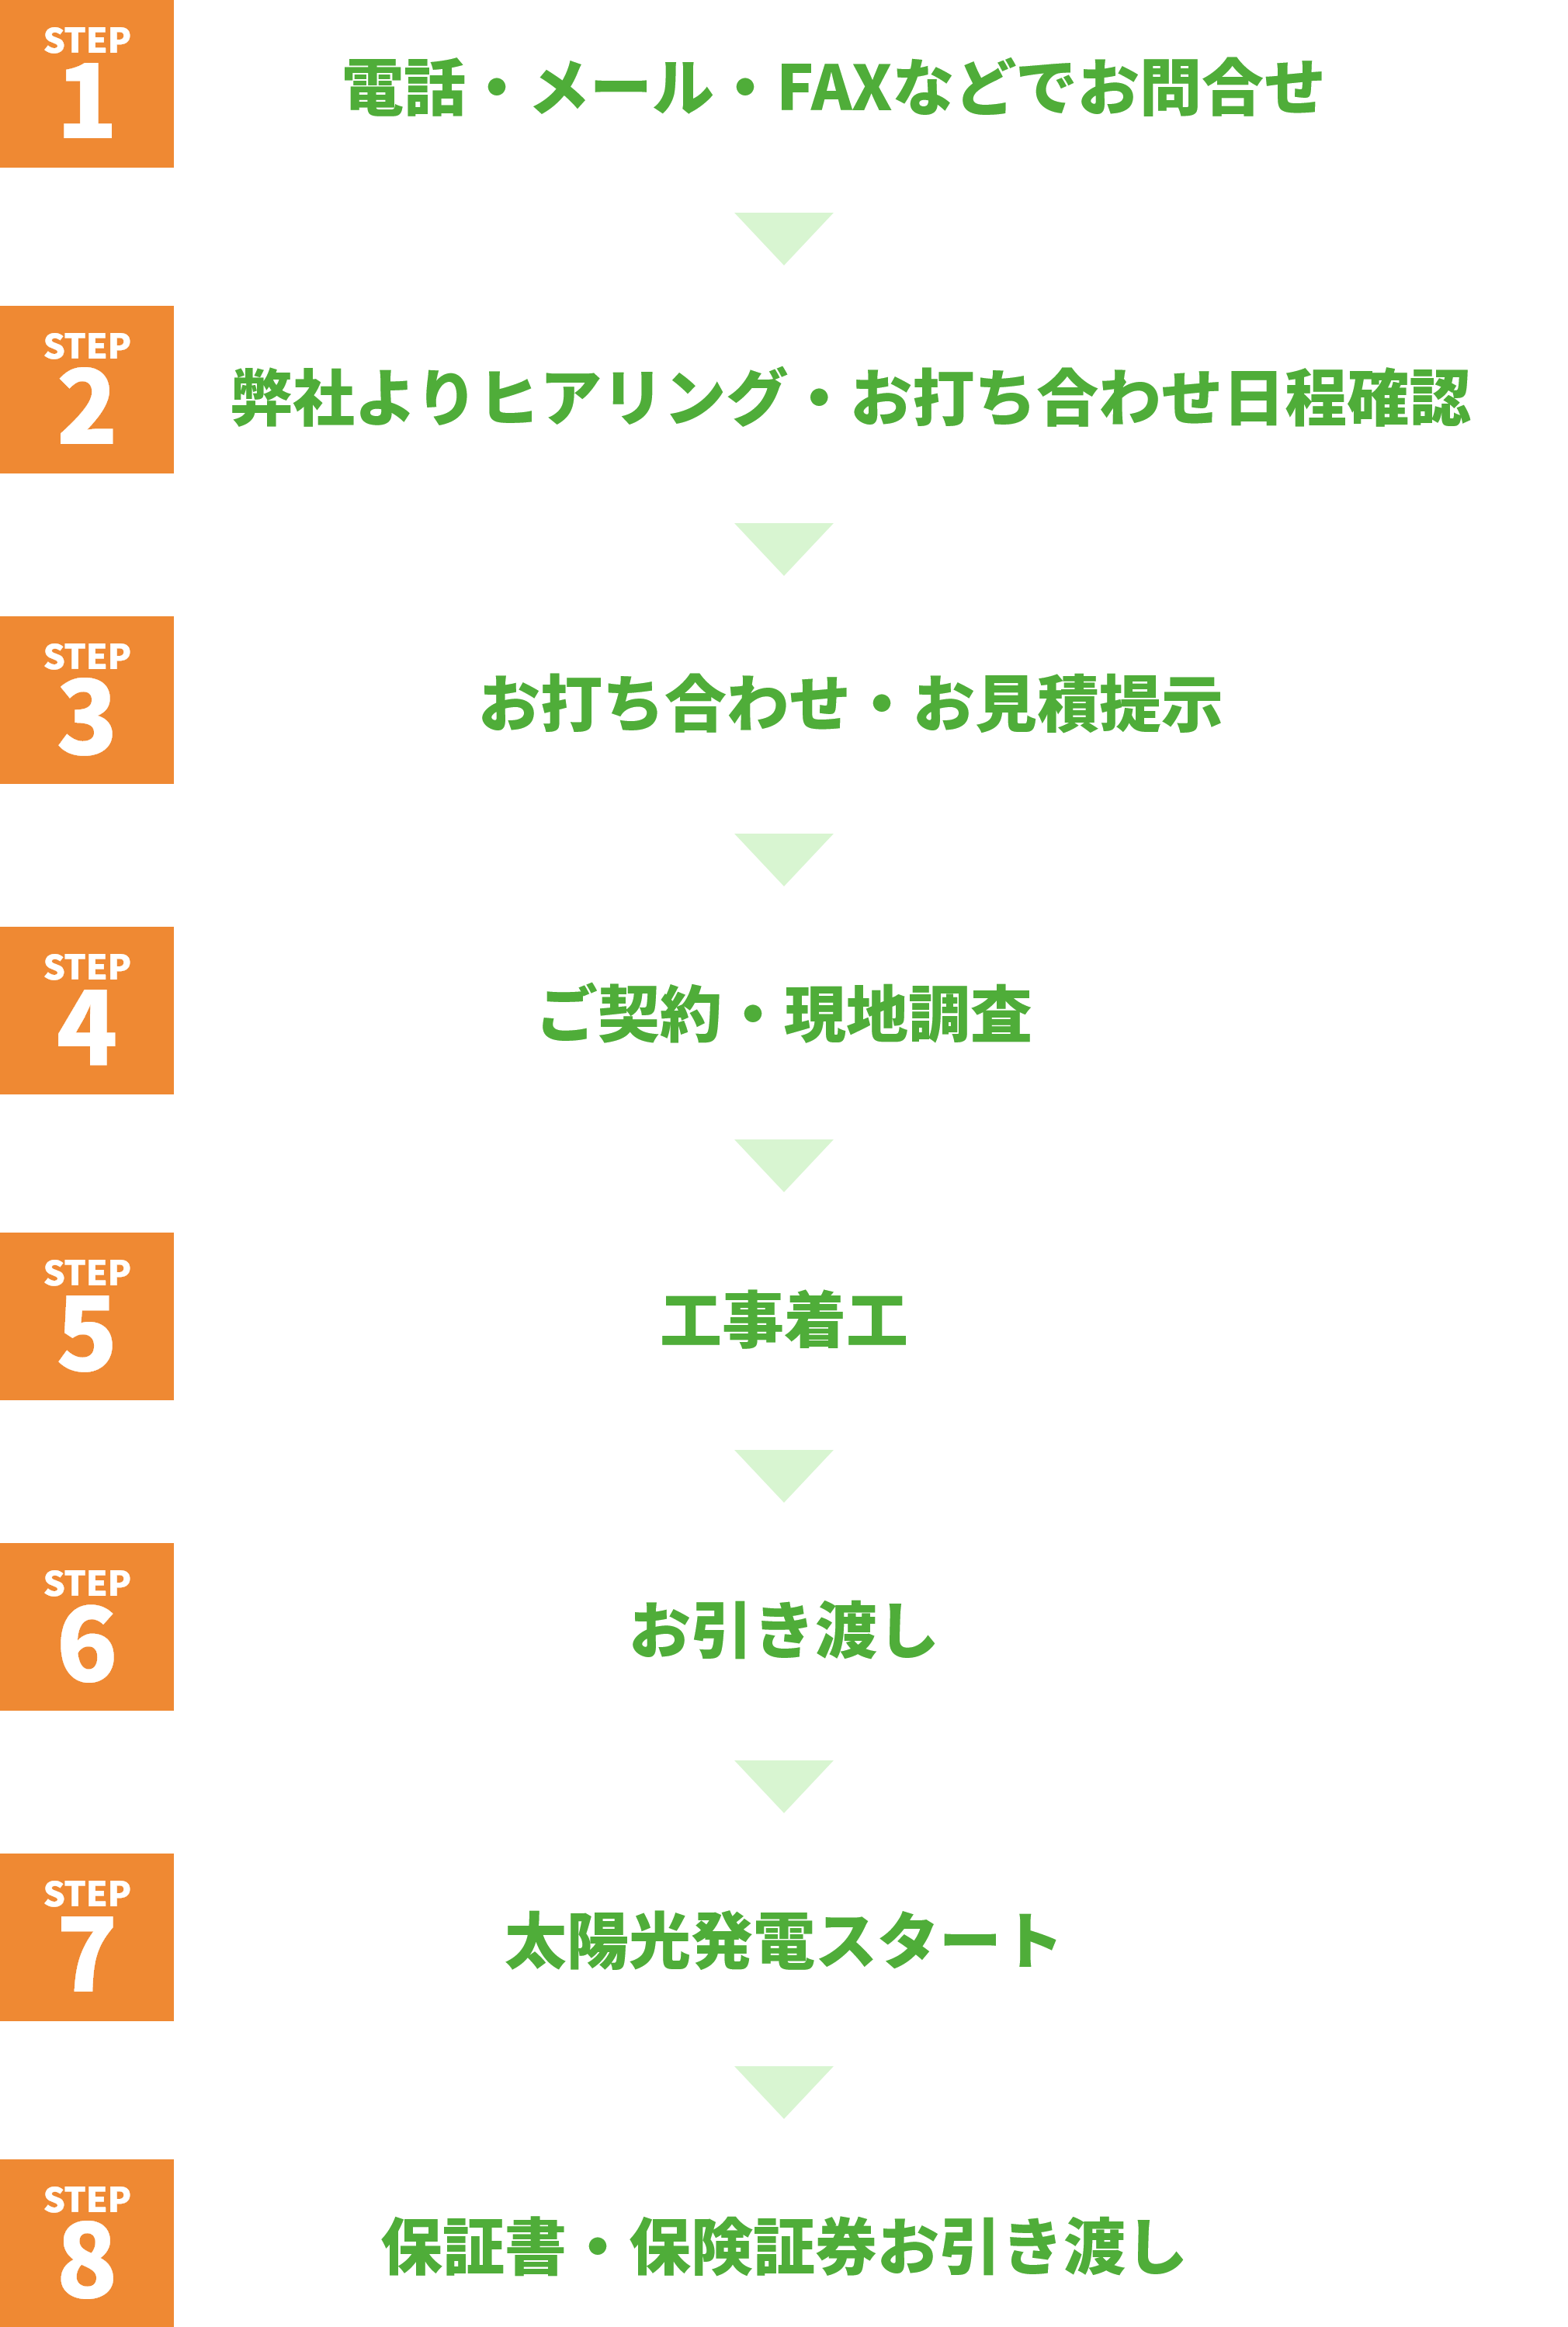 STEP
1
電話・メール・FAXなどでお問合せ
STEP
2
弊社よりヒアリング・お打ち合わせ日程確認
STEP
3
お打ち合わせ・お見積提示
STEP
4
ご契約・現地調査
STEP
5
工事着工
STEP
6
お引き渡し
STEP
7
太陽光発電スタート
STEP
8
保証書・保険証券お引き渡し